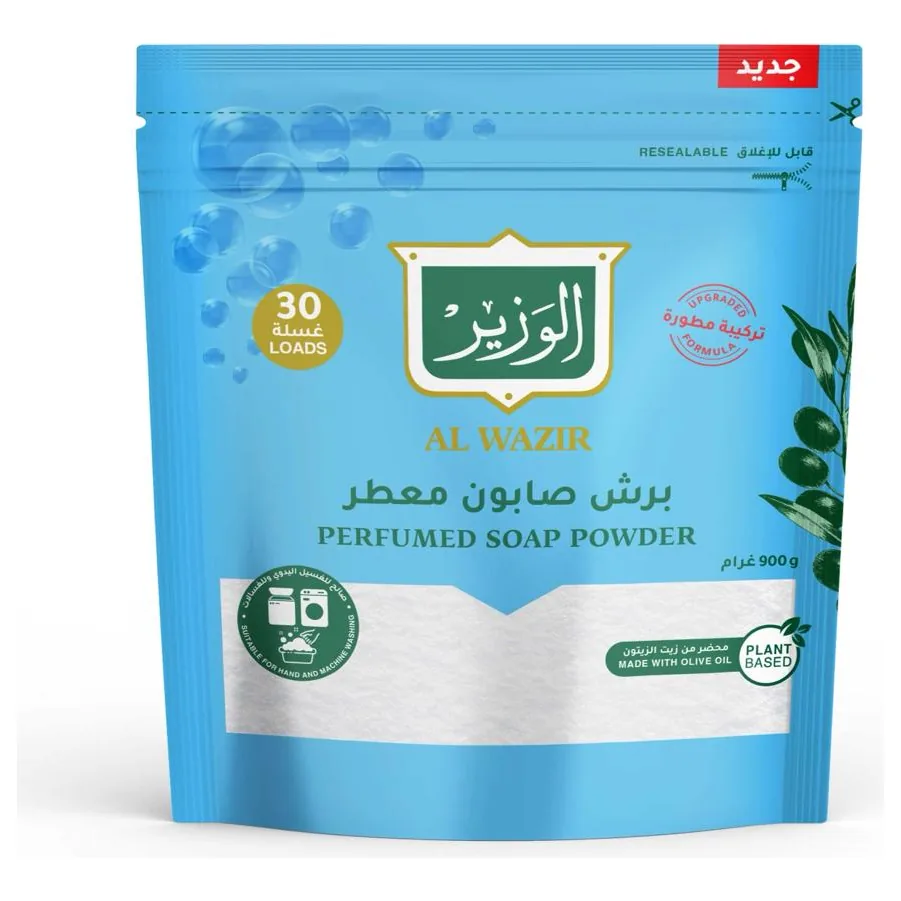 جديد
RESEALABLE قابل للإغلاق
30
غسلة
LOADS
الوزير
UPGRADED
تركيبة مطورة
FORMULA
AL WAZIR
برش صابون معطر
PERFUMED SOAP POWDER
900 g غرام
صالح للغسيل اليدوي وللغسالات
SUITABLE FOR HAND AND MACHINE WASHING
محضر من زيت الزيتون
MADE WITH OLIVE OIL
PLANT
BASED